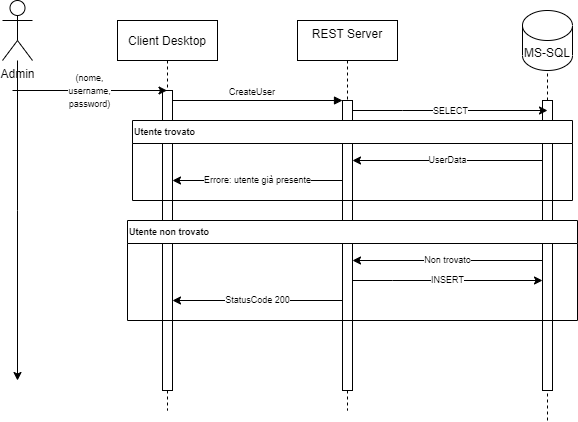 Client Desktop
REST Server
MS-SQL
Admin
(nome,
username,
password)
CreateUser
SELECT
Utente trovato
UserData
Errore: utente già presente
Utente non trovato
Non trovato
INSERT
StatusCode 200